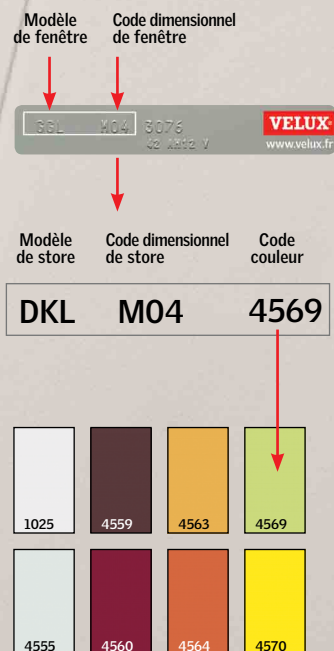 Modèle de fenêtre
Code dimensionnel de fenêtre
GGL M04 3076
42 AH12 V
VELUX
www.velux.fr
Modèle de store
Code dimensionnel de store
Code couleur
DKL M04 4569
1025 4559 4563 4569
4555 4560 4564 4570